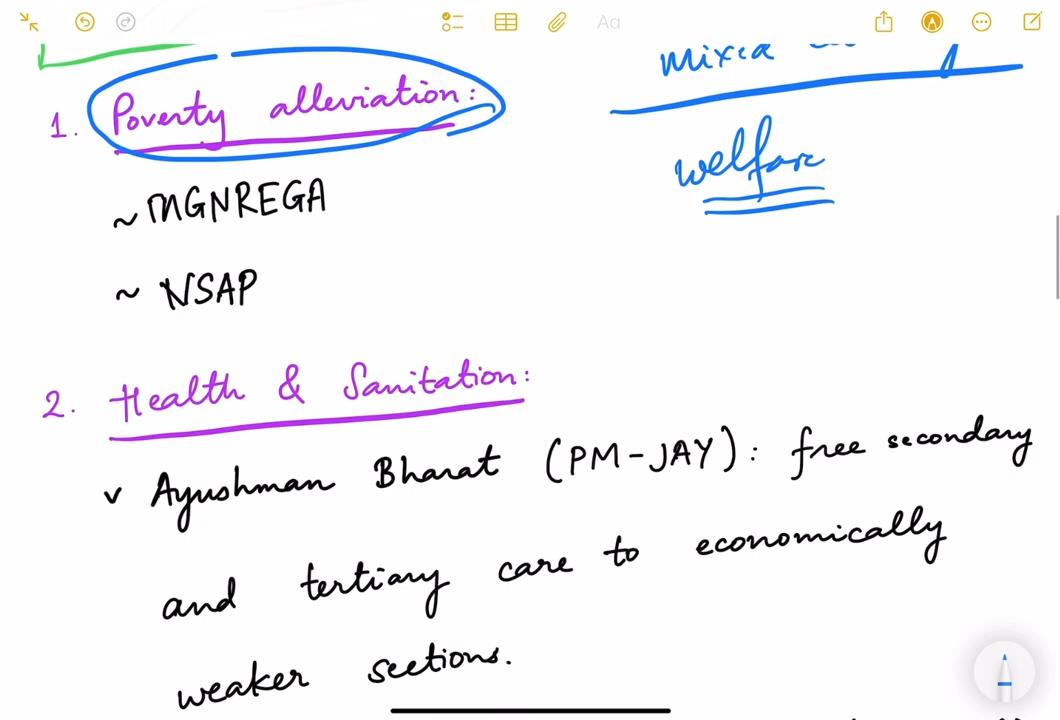 mixed
1. Poverty alleviation:
welfare
~ MGNREGA
~ NSAP
2. Health & Sanitation:
v Ayushman Bharat (PM-JAY): free secondary
and tertiary care to economically
weaker sections.
Aa